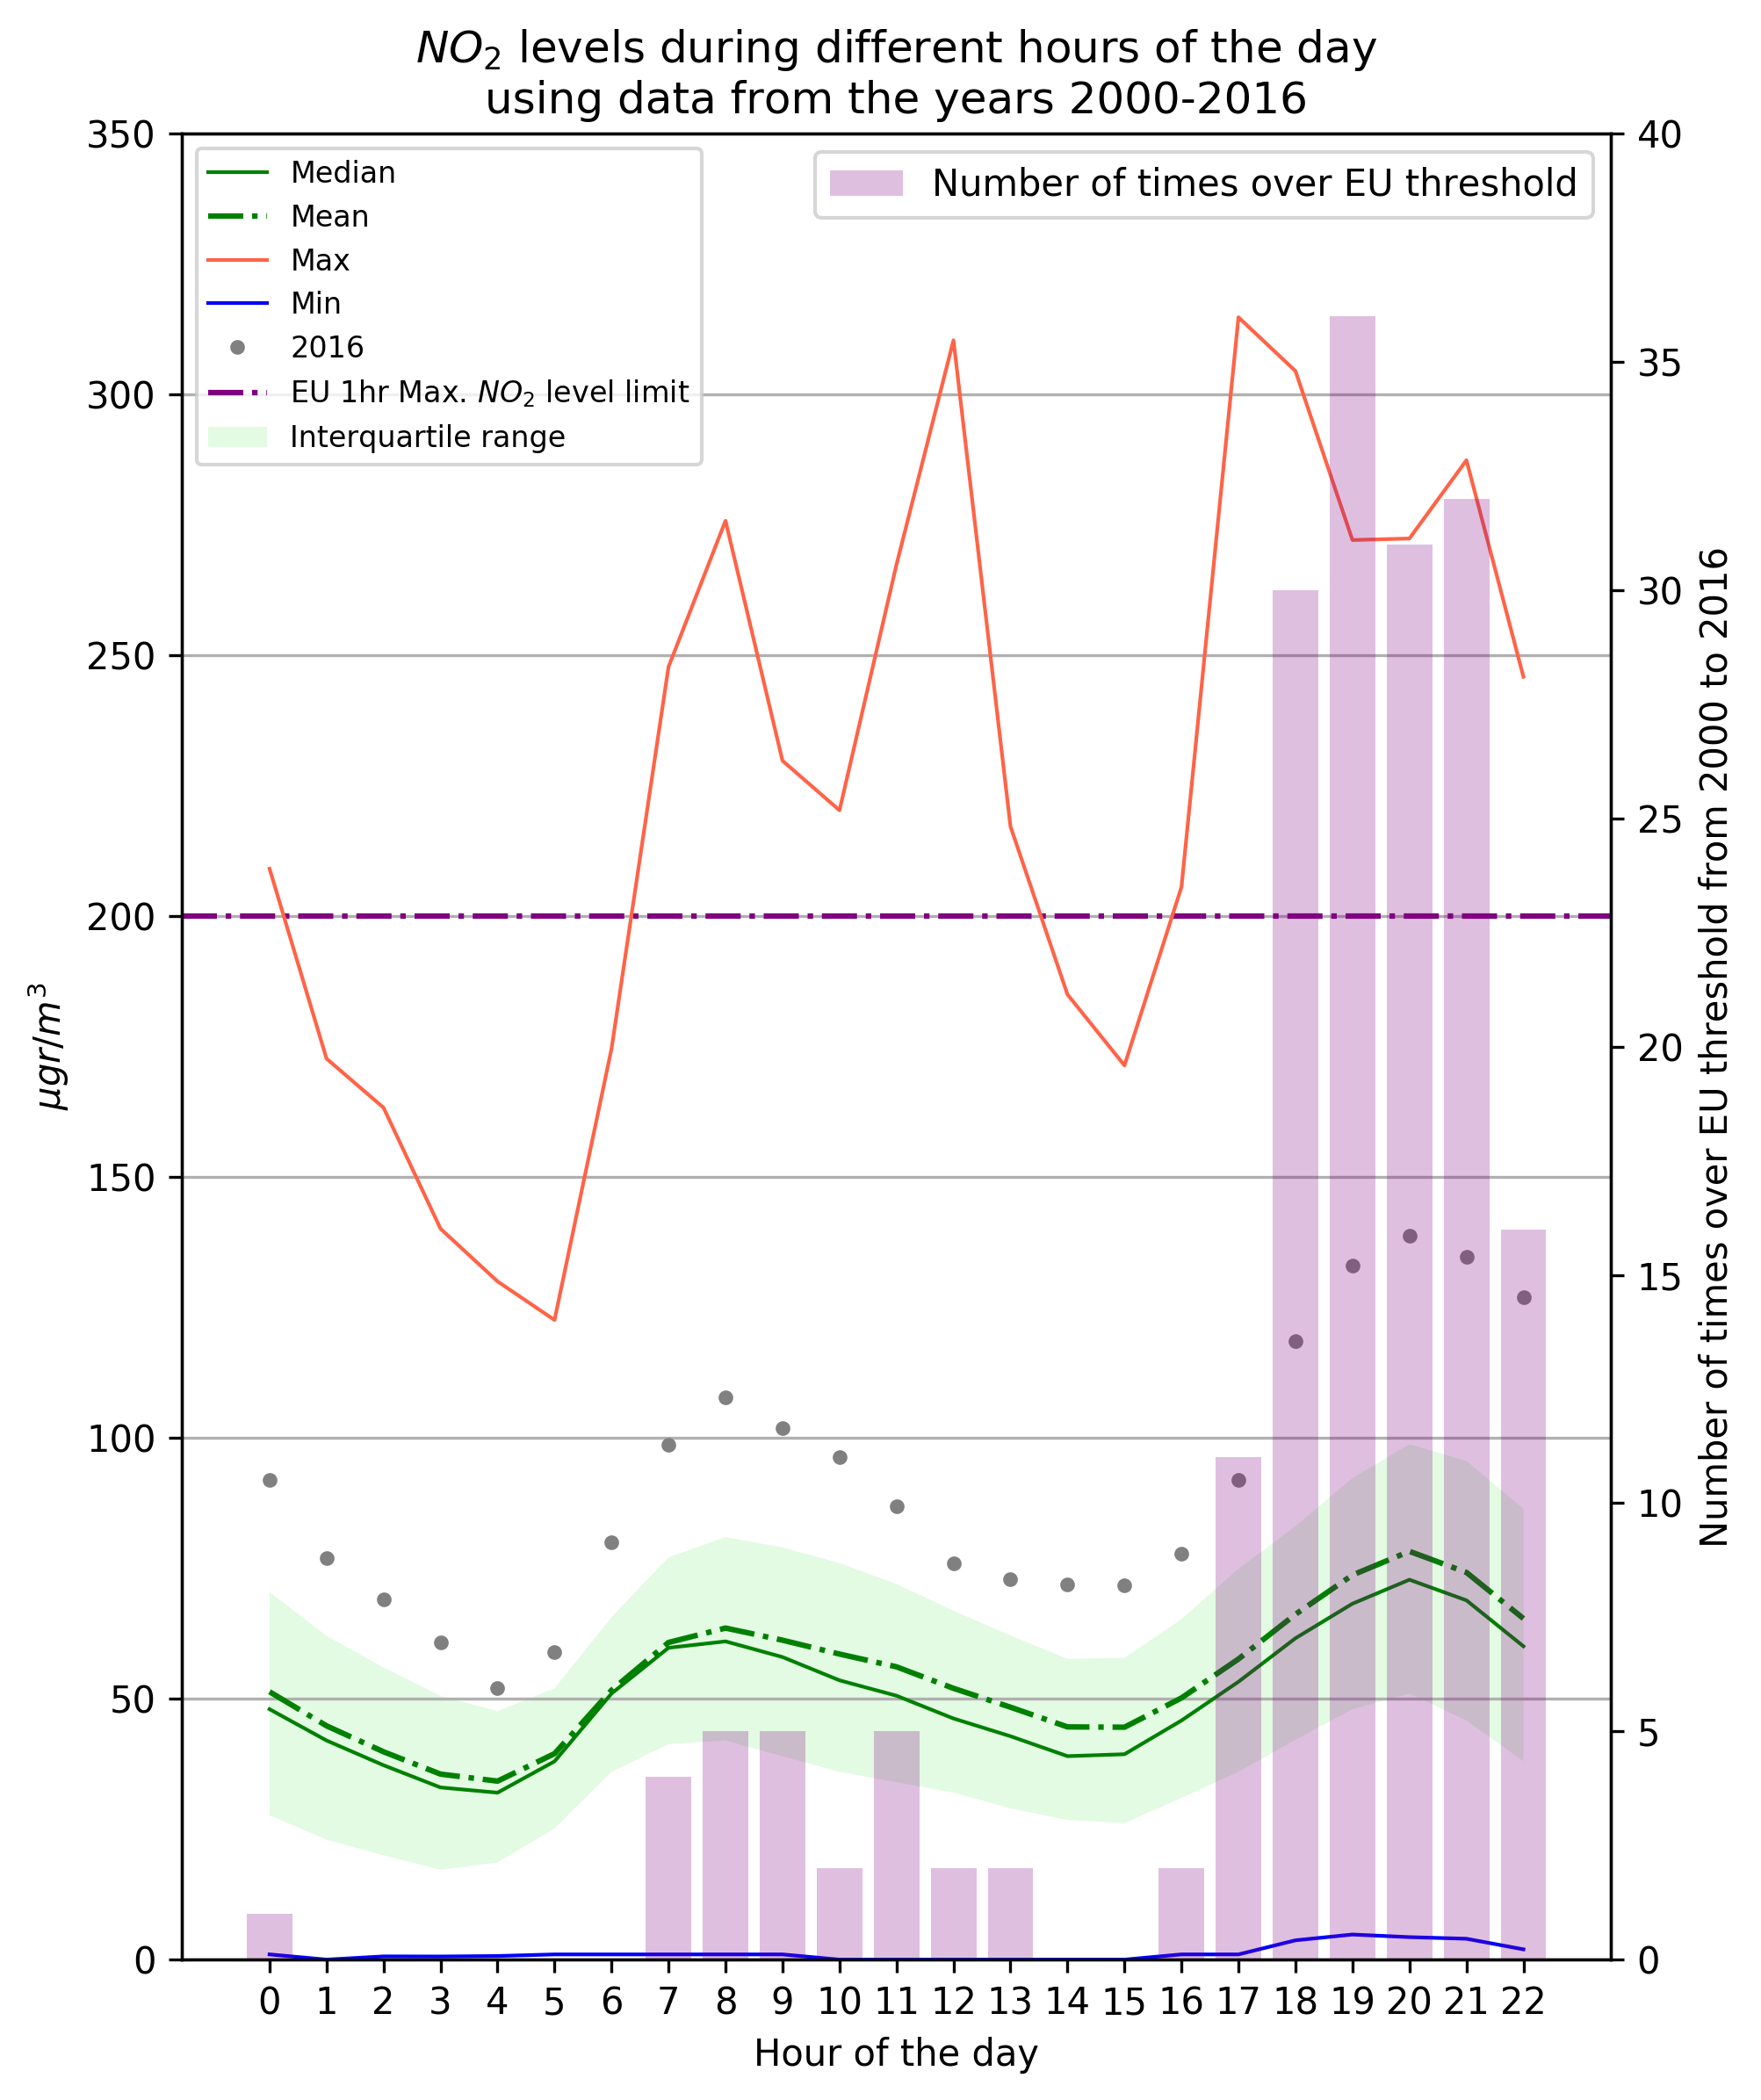 NO₂ levels during different hours of the day
using data from the years 2000-2016
Median
Mean
Max
Min
2016
EU 1hr Max. NO₂ level limit
Interquartile range
Number of times over EU threshold
350
300
250
200
150
100
50
0
μgr/m³
40
35
30
25
20
15
10
5
0
Number of times over EU threshold from 2000 to 2016
0 1 2 3 4 5 6 7 8 9 10 11 12 13 14 15 16 17 18 19 20 21 22
Hour of the day